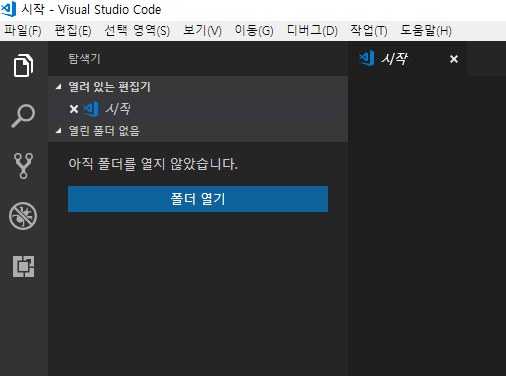 시작 - Visual Studio Code
파일(F) 편집(E) 선택 영역(S) 보기(V) 이동(G) 디버그(D) 작업(T) 도움말(H)
탐색기
시작
열려 있는 편집기
시작
열린 폴더 없음
아직 폴더를 열지 않았습니다.
폴더 열기